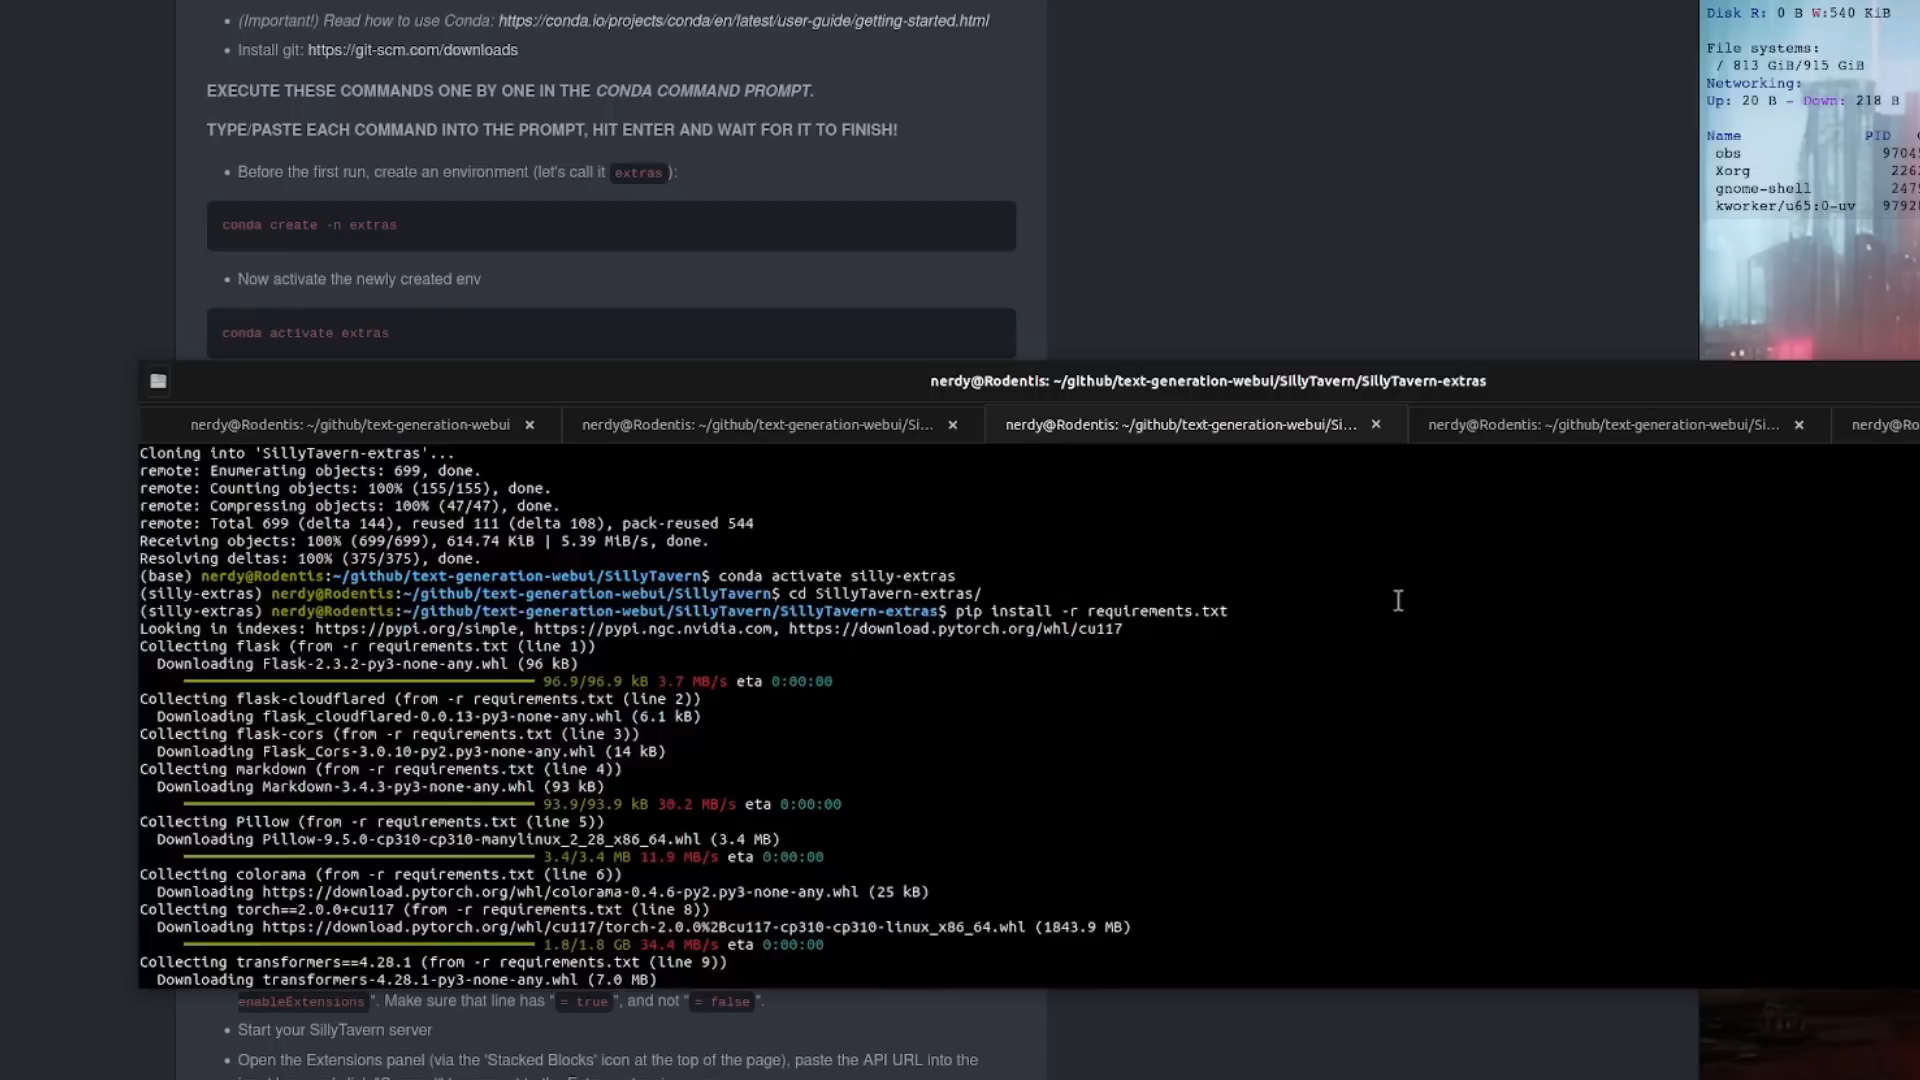 • (Important!) Read how to use Conda: https://conda.io/projects/conda/en/latest/user-guide/getting-started.html
• Install git: https://git-scm.com/downloads
EXECUTE THESE COMMANDS ONE BY ONE IN THE CONDA COMMAND PROMPT.
TYPE/PASTE EACH COMMAND INTO THE PROMPT, HIT ENTER AND WAIT FOR IT TO FINISH!
• Before the first run, create an environment (let's call it extras ):
conda create -n extras
• Now activate the newly created env
conda activate extras
Disk R: 0 B W:540 KiB
File systems:
/ 813 GiB/915 GiB
Networking:
Up: 20 B - Down: 218 B
Name PID
obs 9704
Xorg 226
gnome-shell 247
kworker/u65:0-uv 9792
nerdy@Rodentis: ~/github/text-generation-webui/SillyTavern/SillyTavern-extras
nerdy@Rodentis: ~/github/text-generation-webui × nerdy@Rodentis: ~/github/text-generation-webui/Si... × nerdy@Rodentis: ~/github/text-generation-webui/Si... × nerdy@Rodentis: ~/github/text-generation-webui/Si... × nerdy@Ro
Cloning into 'SillyTavern-extras'...
remote: Enumerating objects: 699, done.
remote: Counting objects: 100% (155/155), done.
remote: Compressing objects: 100% (47/47), done.
remote: Total 699 (delta 144), reused 111 (delta 108), pack-reused 544
Receiving objects: 100% (699/699), 614.74 KiB | 5.39 MiB/s, done.
Resolving deltas: 100% (375/375), done.
(base) nerdy@Rodentis:~/github/text-generation-webui/SillyTavern$ conda activate silly-extras
(silly-extras) nerdy@Rodentis:~/github/text-generation-webui/SillyTavern$ cd SillyTavern-extras/
(silly-extras) nerdy@Rodentis:~/github/text-generation-webui/SillyTavern/SillyTavern-extras$ pip install -r requirements.txt
Looking in indexes: https://pypi.org/simple, https://pypi.ngc.nvidia.com, https://download.pytorch.org/whl/cu117
Collecting flask (from -r requirements.txt (line 1))
Downloading Flask-2.3.2-py3-none-any.whl (96 kB)
96.9/96.9 kB 3.7 MB/s eta 0:00:00
Collecting flask-cloudflared (from -r requirements.txt (line 2))
Downloading flask_cloudflared-0.0.13-py3-none-any.whl (6.1 kB)
Collecting flask-cors (from -r requirements.txt (line 3))
Downloading Flask_Cors-3.0.10-py2.py3-none-any.whl (14 kB)
Collecting markdown (from -r requirements.txt (line 4))
Downloading Markdown-3.4.3-py3-none-any.whl (93 kB)
93.9/93.9 kB 30.2 MB/s eta 0:00:00
Collecting Pillow (from -r requirements.txt (line 5))
Downloading Pillow-9.5.0-cp310-cp310-manylinux_2_28_x86_64.whl (3.4 MB)
3.4/3.4 MB 11.9 MB/s eta 0:00:00
Collecting colorama (from -r requirements.txt (line 6))
Downloading https://download.pytorch.org/whl/colorama-0.4.6-py2.py3-none-any.whl (25 kB)
Collecting torch==2.0.0+cu117 (from -r requirements.txt (line 8))
Downloading https://download.pytorch.org/whl/cu117/torch-2.0.0%2Bcu117-cp310-cp310-linux_x86_64.whl (1843.9 MB)
1.8/1.8 GB 34.4 MB/s eta 0:00:00
Collecting transformers==4.28.1 (from -r requirements.txt (line 9))
Downloading transformers-4.28.1-py3-none-any.whl (7.0 MB)
enableExtensions ". Make sure that line has " = true ", and not " = false ".
• Start your SillyTavern server
• Open the Extensions panel (via the 'Stacked Blocks' icon at the top of the page), paste the API URL into the